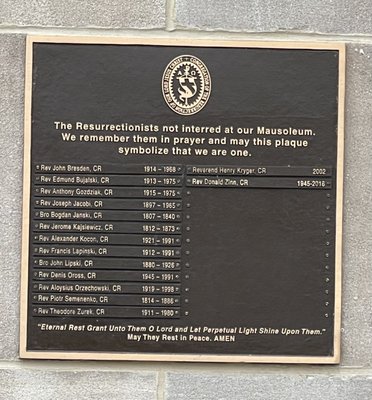 The Resurrectionists not interred at our Mausoleum.
We remember them in prayer and may this plaque
symbolize that we are one.
Rev John Bresden, CR 1914 - 1968
Rev Edmund Bujalski, CR 1913 - 1975
Rev Anthony Gozdziak, CR 1915 - 1975
Rev Joseph Jacobi, CR 1897 - 1965
Bro Bogdan Janski, CR 1807 - 1840
Rev Jerome Kajsiewicz, CR 1812 - 1873
Rev Alexander Kocon, CR 1921 - 1991
Rev Francis Lapinski, CR 1912 - 1991
Bro John Lipski, CR 1880 - 1926
Rev Denis Oross, CR 1945 - 1991
Rev Aloysius Orzechowski, CR 1919 - 1998
Rev Piotr Semenenko, CR 1814 - 1886
Rev Theodore Zurek, CR 1911 - 1980
Reverend Henry Kryger, CR 2002
Rev Donald Zinn, CR 1945-2016
"Eternal Rest Grant Unto Them O Lord and Let Perpetual Light Shine Upon Them."
May They Rest in Peace. AMEN